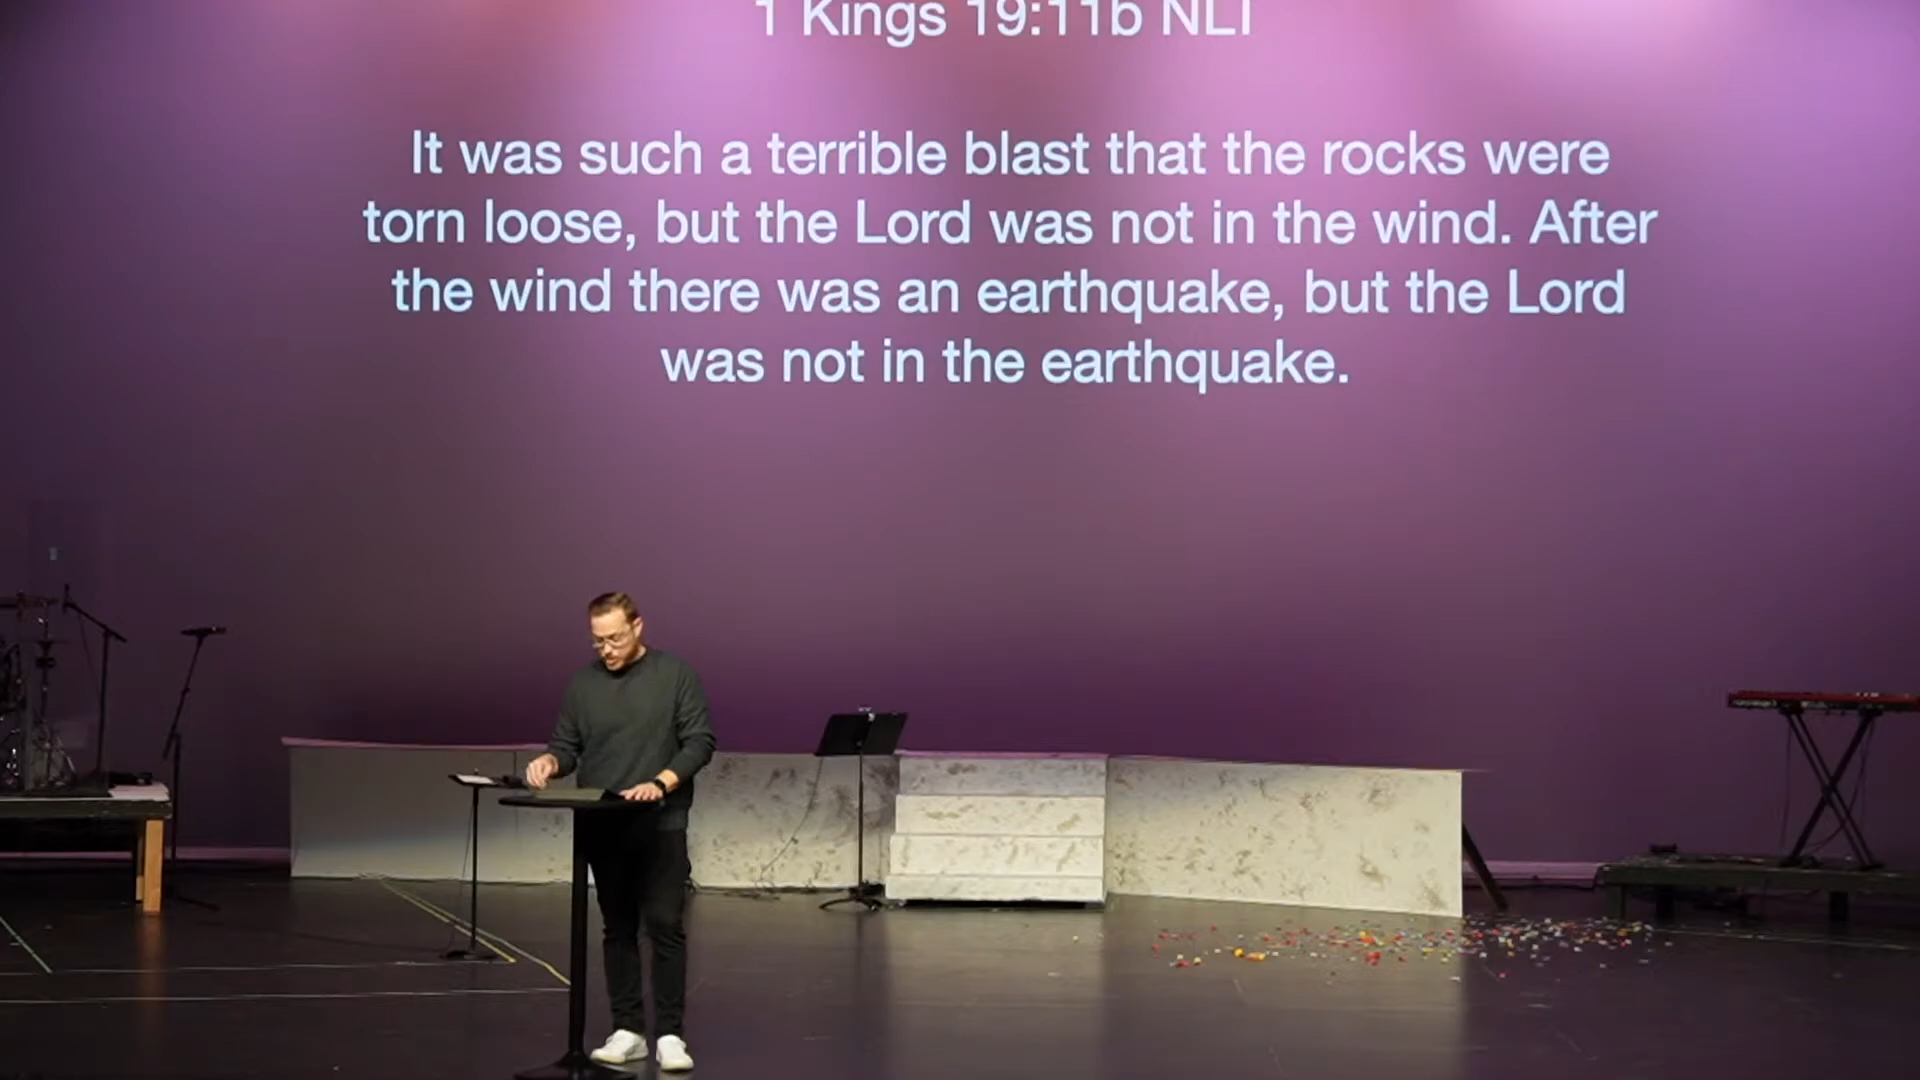 1 Kings 19:11b NLT
It was such a terrible blast that the rocks were
torn loose, but the Lord was not in the wind. After
the wind there was an earthquake, but the Lord
was not in the earthquake.